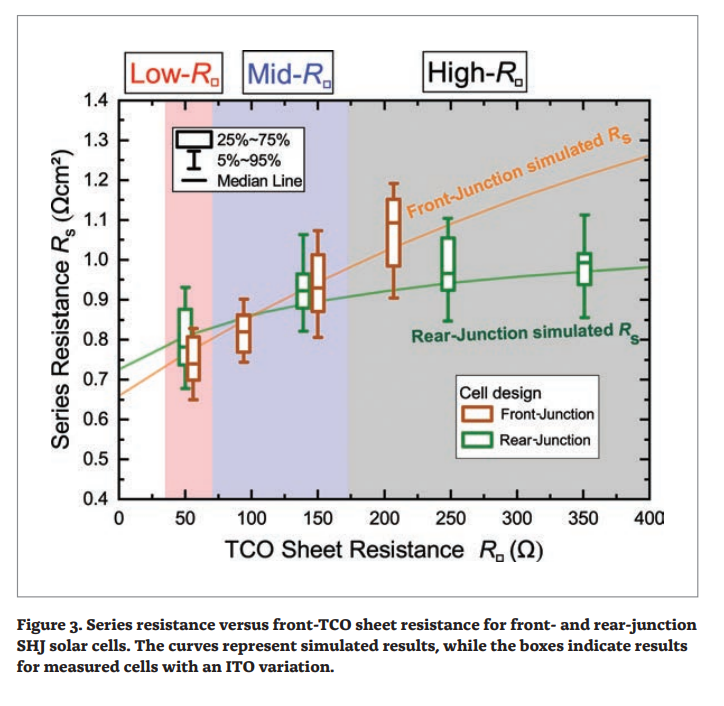 Low-R□ Mid-R□ High-R□
1.4
1.3
1.2
1.1
1.0
0.9
0.8
0.7
0.6
0.5
0.4
Series Resistance Rs (Ωcm²)
25%~75%
5%~95%
Median Line
Front-Junction simulated Rs
Rear-Junction simulated Rs
Cell design
Front-Junction
Rear-Junction
0 50 100 150 200 250 300 350 400
TCO Sheet Resistance R□ (Ω)
Figure 3. Series resistance versus front-TCO sheet resistance for front- and rear-junction
SHJ solar cells. The curves represent simulated results, while the boxes indicate results
for measured cells with an ITO variation.